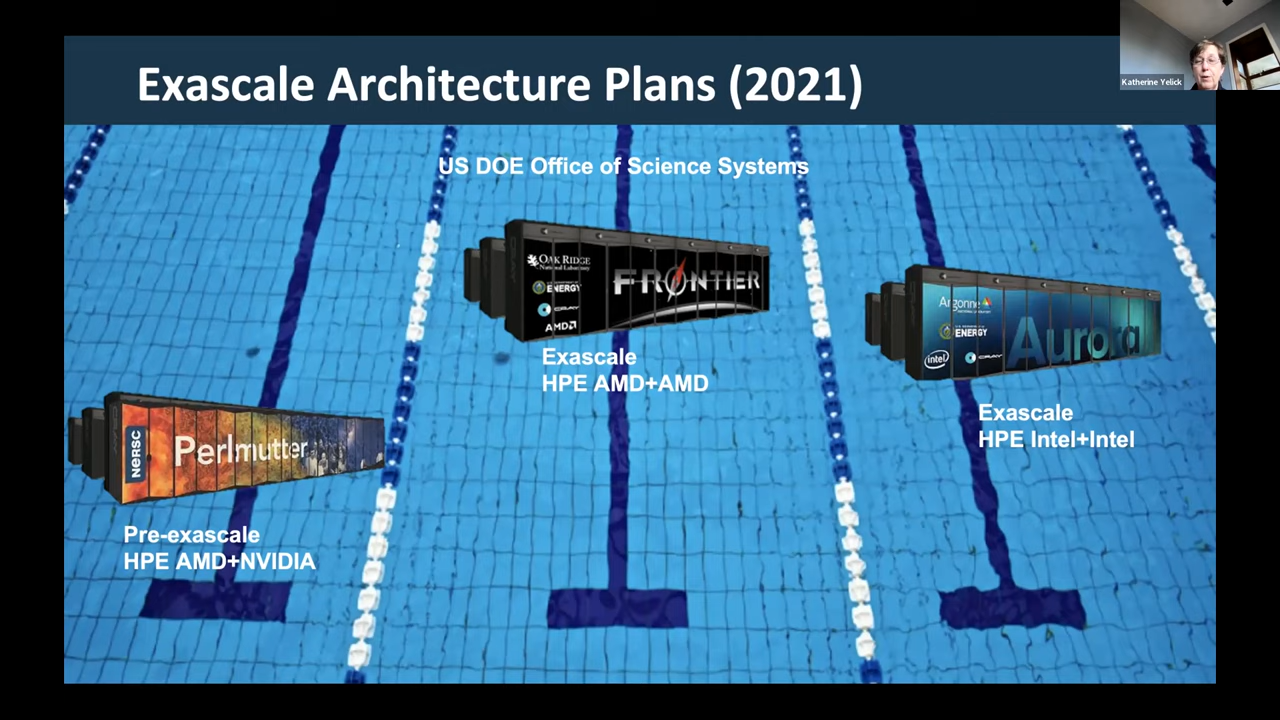 Exascale Architecture Plans (2021)
Katherine Yelick
US DOE Office of Science Systems
OAK RIDGE
National Laboratory
ENERGY
CRAY
AMD
FRONTIER
Exascale
HPE AMD+AMD
Argonne
ENERGY
intel
CRAY
Aurora
Exascale
HPE Intel+Intel
NERSC
Perlmutter
Pre-exascale
HPE AMD+NVIDIA